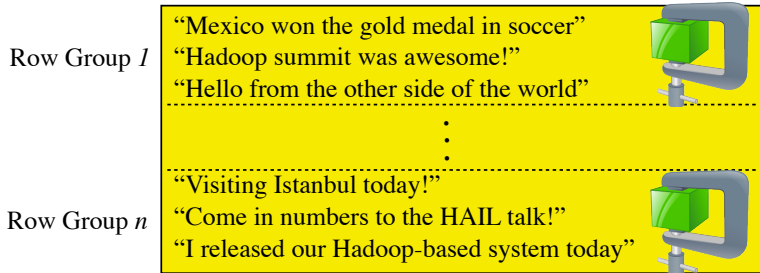 “Mexico won the gold medal in soccer”
Row Group 1
“Hadoop summit was awesome!”
“Hello from the other side of the world”
“Visiting Istanbul today!”
Row Group n
“Come in numbers to the HAIL talk!”
“I released our Hadoop-based system today”